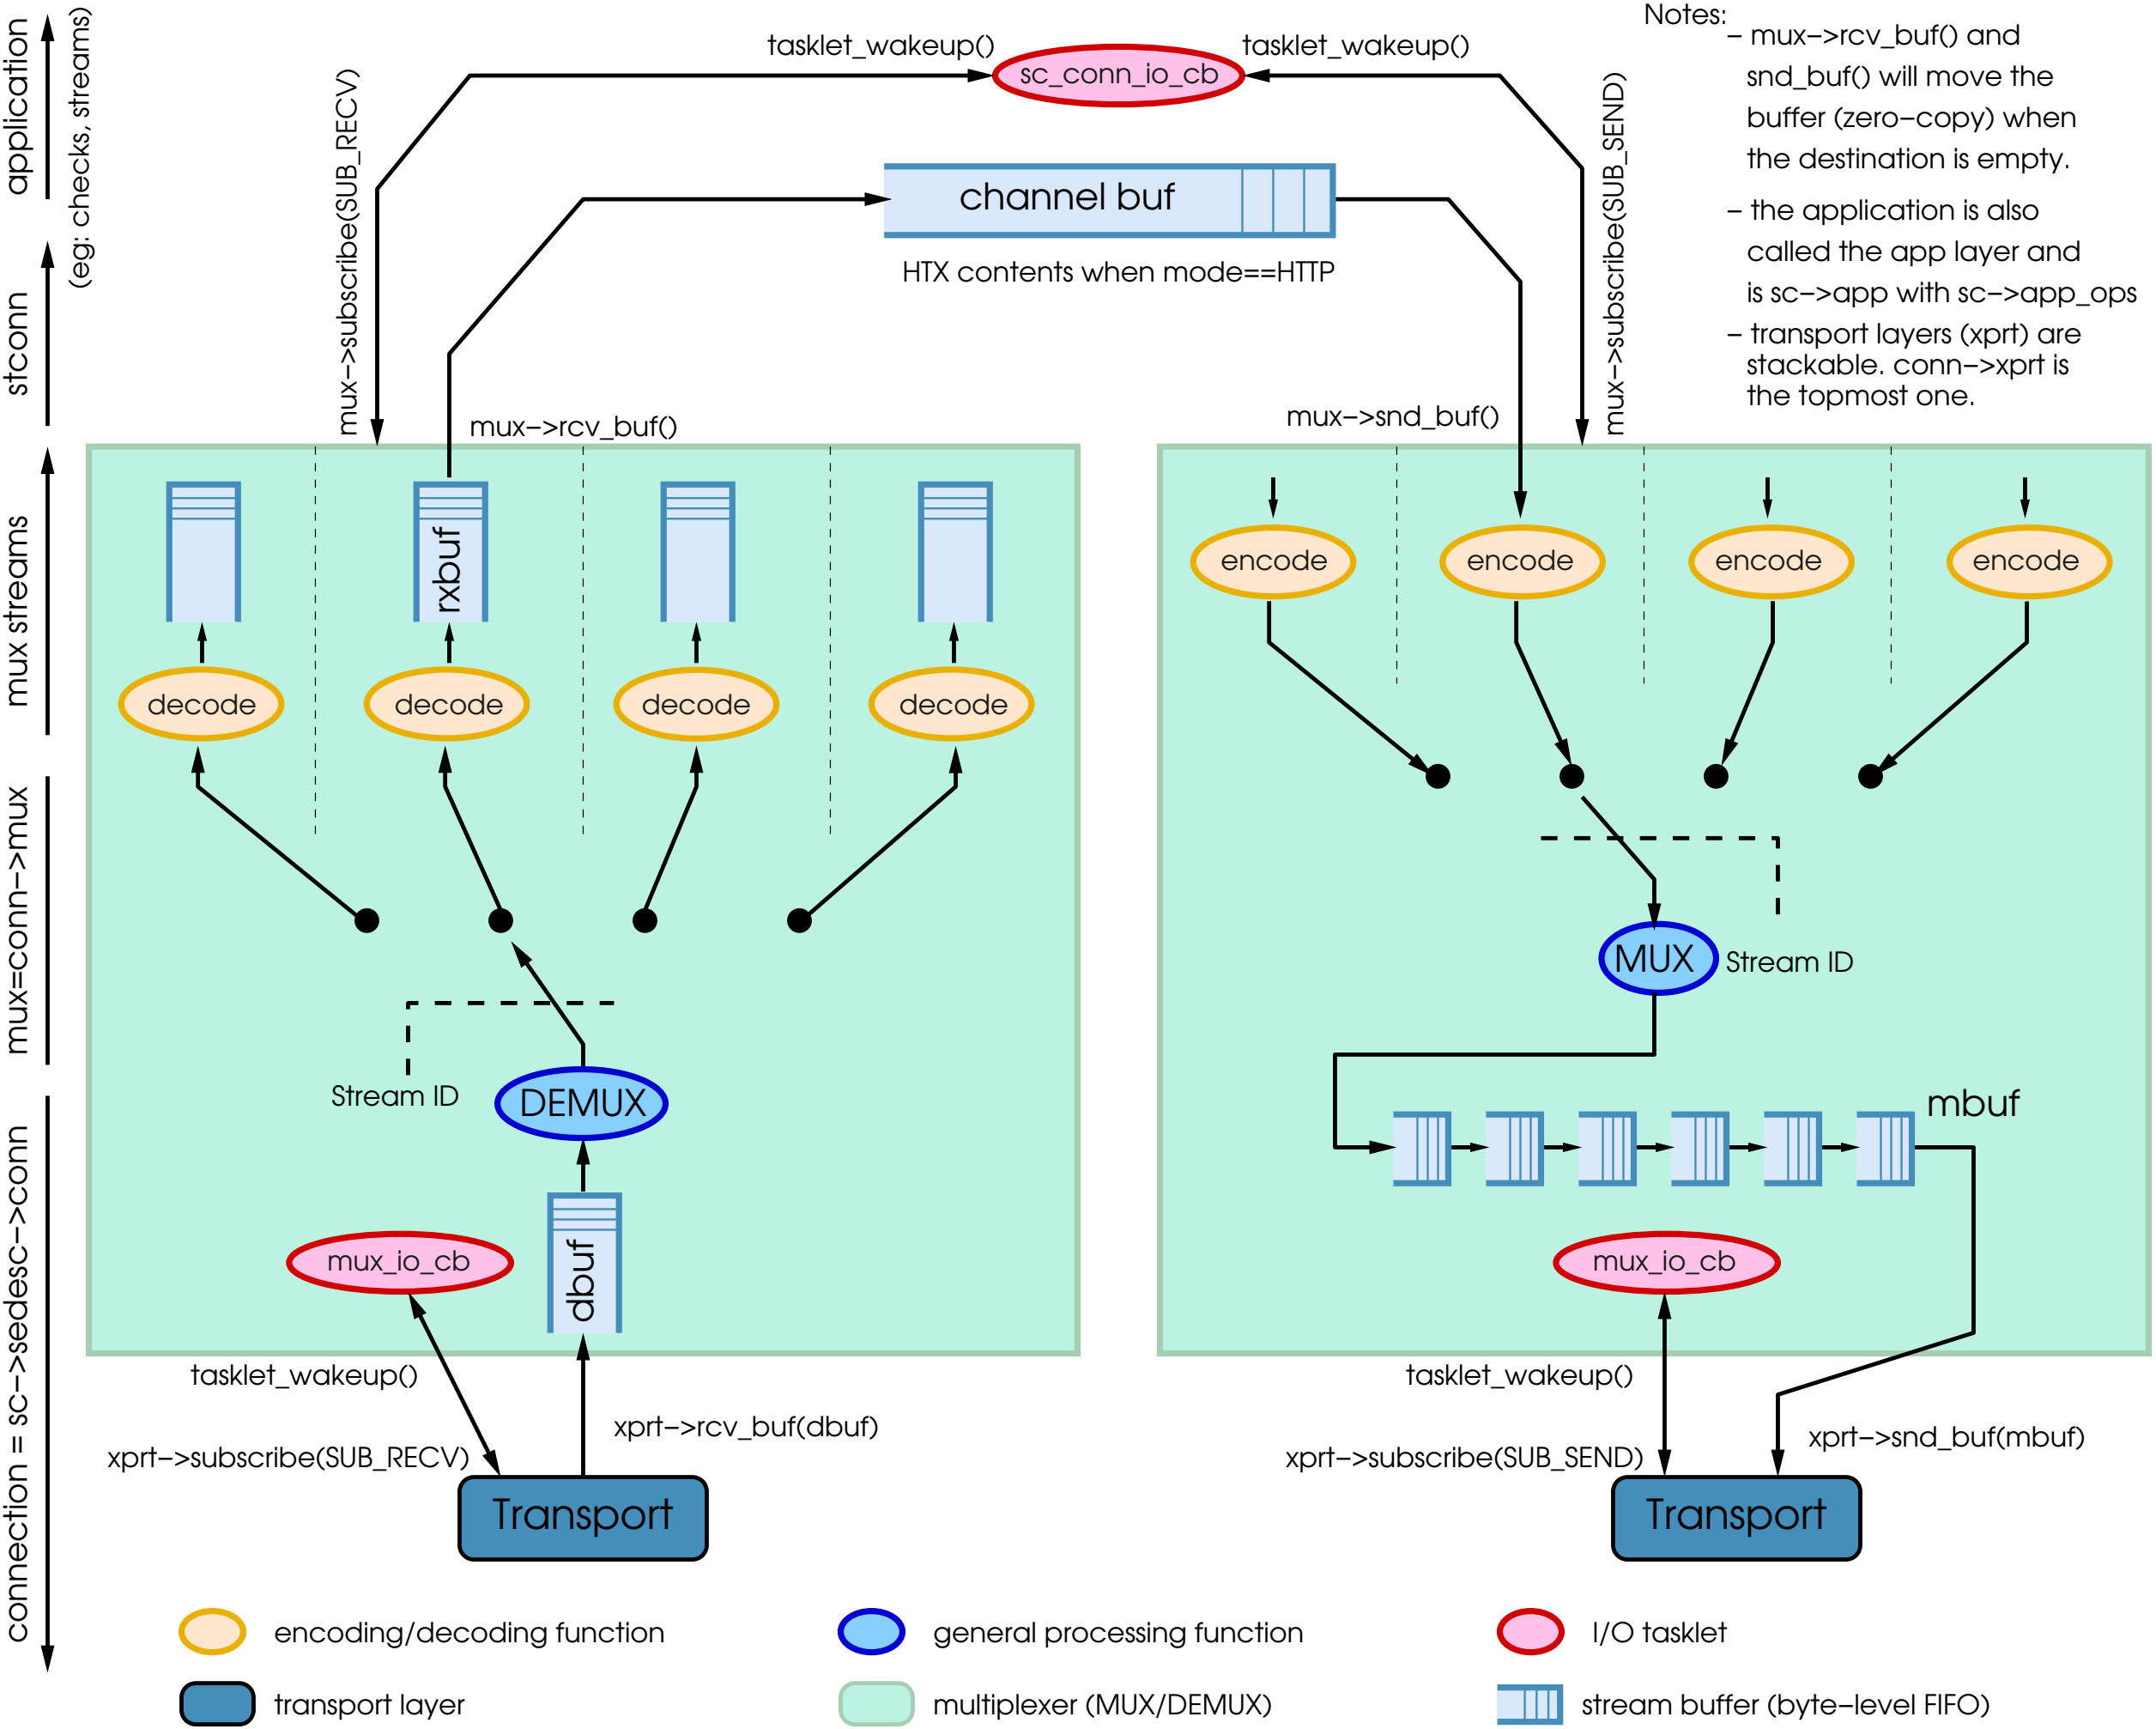 application
(eg: checks, streams)
stconn
mux streams
mux=conn->mux
connection = sc->sedesc->conn
tasklet_wakeup()
sc_conn_io_cb
tasklet_wakeup()
mux->subscribe(SUB_RECV)
mux->subscribe(SUB_SEND)
channel buf
HTX contents when mode==HTTP
mux->rcv_buf()
mux->snd_buf()
Notes:
- mux->rcv_buf() and
snd_buf() will move the
buffer (zero-copy) when
the destination is empty.
- the application is also
called the app layer and
is sc->app with sc->app_ops
- transport layers (xprt) are
stackable. conn->xprt is
the topmost one.
rxbuf
decode
decode
decode
decode
Stream ID
DEMUX
dbuf
mux_io_cb
tasklet_wakeup()
xprt->rcv_buf(dbuf)
xprt->subscribe(SUB_RECV)
Transport
encode
encode
encode
encode
MUX
Stream ID
mbuf
mux_io_cb
tasklet_wakeup()
xprt->snd_buf(mbuf)
xprt->subscribe(SUB_SEND)
Transport
encoding/decoding function
general processing function
I/O tasklet
transport layer
multiplexer (MUX/DEMUX)
stream buffer (byte-level FIFO)